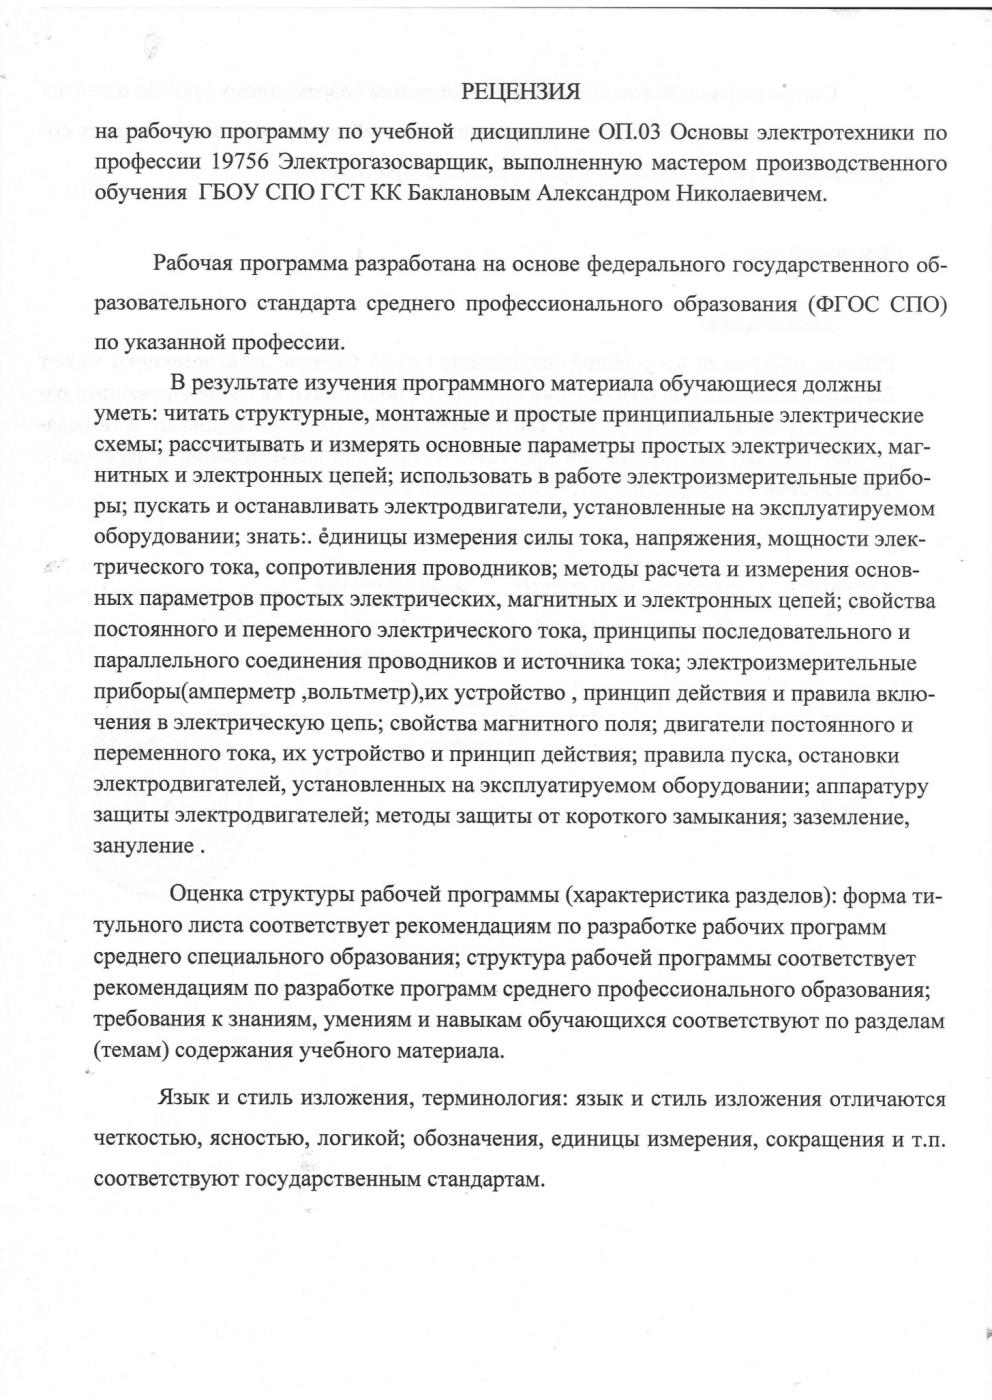 РЕЦЕНЗИЯ
на рабочую программу по учебной дисциплине ОП.03 Основы электротехники по
профессии 19756 Электрогазосварщик, выполненную мастером производственного
обучения ГБОУ СПО ГСТ КК Баклановым Александром Николаевичем.
Рабочая программа разработана на основе федерального государственного об-
разовательного стандарта среднего профессионального образования (ФГОС СПО)
по указанной профессии.
В результате изучения программного материала обучающиеся должны
уметь: читать структурные, монтажные и простые принципиальные электрические
схемы; рассчитывать и измерять основные параметры простых электрических, маг-
нитных и электронных цепей; использовать в работе электроизмерительные прибо-
ры; пускать и останавливать электродвигатели, установленные на эксплуатируемом
оборудовании; знать:. единицы измерения силы тока, напряжения, мощности элек-
трического тока, сопротивления проводников; методы расчета и измерения основ-
ных параметров простых электрических, магнитных и электронных цепей; свойства
постоянного и переменного электрического тока, принципы последовательного и
параллельного соединения проводников и источника тока; электроизмерительные
приборы(амперметр ,вольтметр),их устройство , принцип действия и правила вклю-
чения в электрическую цепь; свойства магнитного поля; двигатели постоянного и
переменного тока, их устройство и принцип действия; правила пуска, остановки
электродвигателей, установленных на эксплуатируемом оборудовании; аппаратуру
защиты электродвигателей; методы защиты от короткого замыкания; заземление,
зануление .
Оценка структуры рабочей программы (характеристика разделов): форма ти-
тульного листа соответствует рекомендациям по разработке рабочих программ
среднего специального образования; структура рабочей программы соответствует
рекомендациям по разработке программ среднего профессионального образования;
требования к знаниям, умениям и навыкам обучающихся соответствуют по разделам
(темам) содержания учебного материала.
Язык и стиль изложения, терминология: язык и стиль изложения отличаются
четкостью, ясностью, логикой; обозначения, единицы измерения, сокращения и т.п.
соответствуют государственным стандартам.